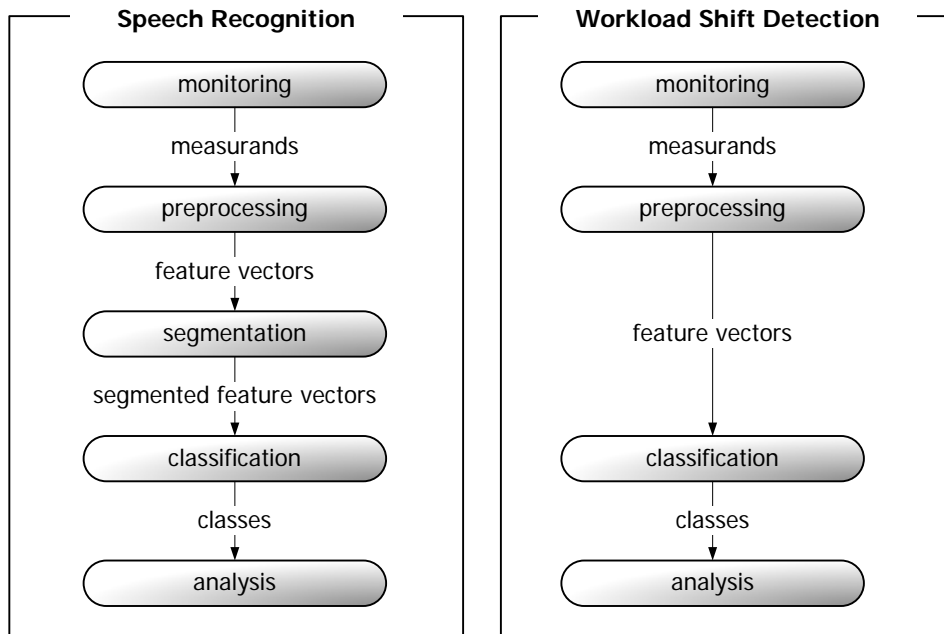 Speech Recognition
monitoring
measurands
preprocessing
feature vectors
segmentation
segmented feature vectors
classification
classes
analysis
Workload Shift Detection
monitoring
measurands
preprocessing
feature vectors
classification
classes
analysis